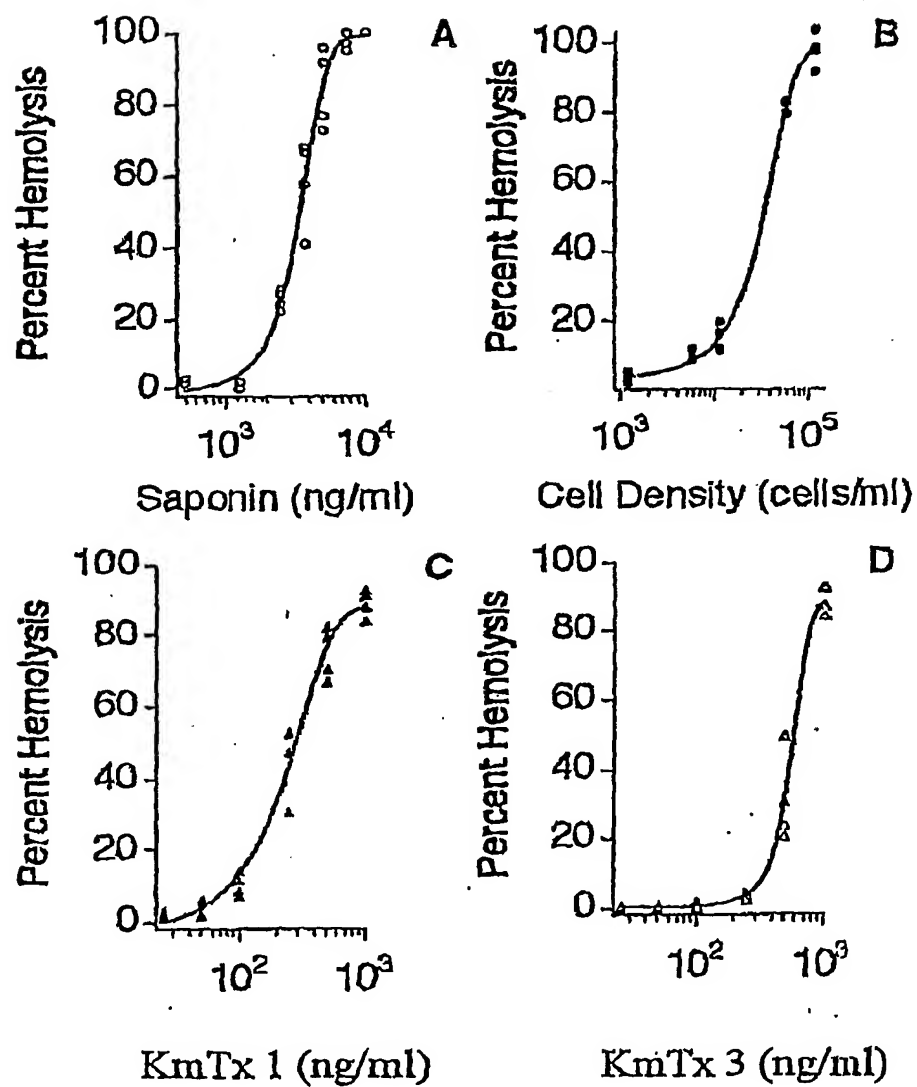 A
Percent Hemolysis
100
80
60
40
20
0
10³
10⁴
Saponin (ng/ml)
B
Percent Hemolysis
100
80
60
40
20
10³
10⁵
Cell Density (cells/ml)
C
Percent Hemolysis
100
80
60
40
20
0
10²
10³
KmTx 1 (ng/ml)
D
Percent Hemolysis
100
80
60
40
20
0
10²
10³
KmTx 3 (ng/ml)